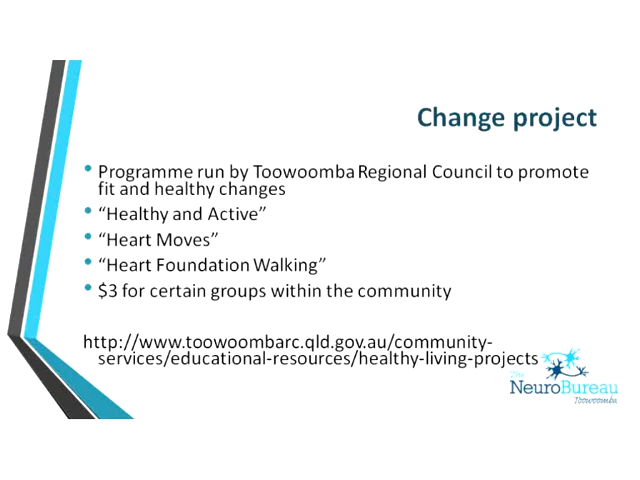 Change project
• Programme run by Toowoomba Regional Council to promote
fit and healthy changes
• “Healthy and Active”
• “Heart Moves”
• “Heart Foundation Walking”
• $3 for certain groups within the community
http://www.toowoombarc.qld.gov.au/community-
services/educational-resources/healthy-living-projects
The
NeuroBureau
Toowoomba